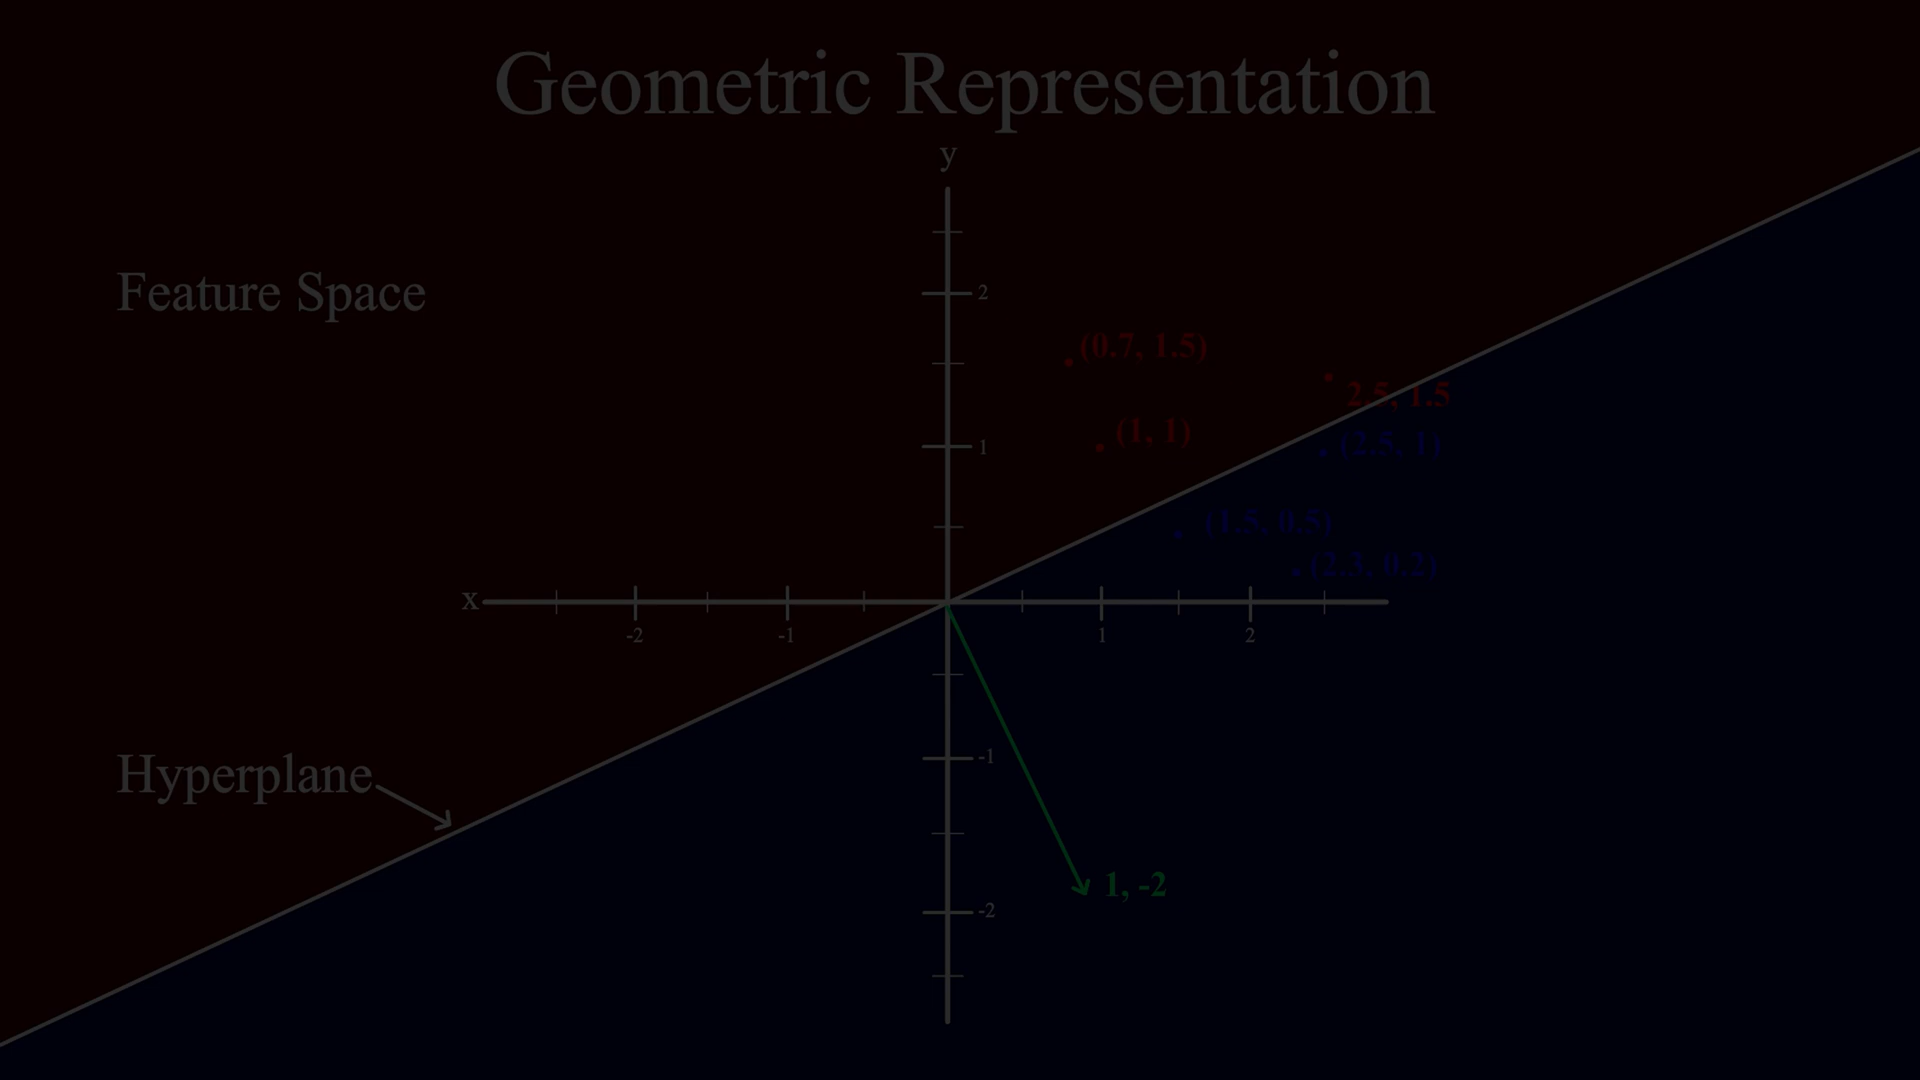 Geometric Representation
y
Feature Space
2
(0.7, 1.5)
2.5, 1.5
(1, 1)
1
(2.5, 1)
(1.5, 0.5)
(2.3, 0.2)
x
-2 -1 1 2
-1
Hyperplane
1, -2
-2